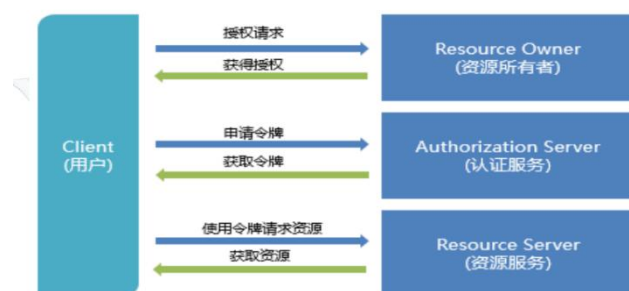 授权请求
获得授权
Resource Owner
(资源所有者)
Client
(用户)
申请令牌
获取令牌
Authorization Server
(认证服务)
使用令牌请求资源
获取资源
Resource Server
(资源服务)